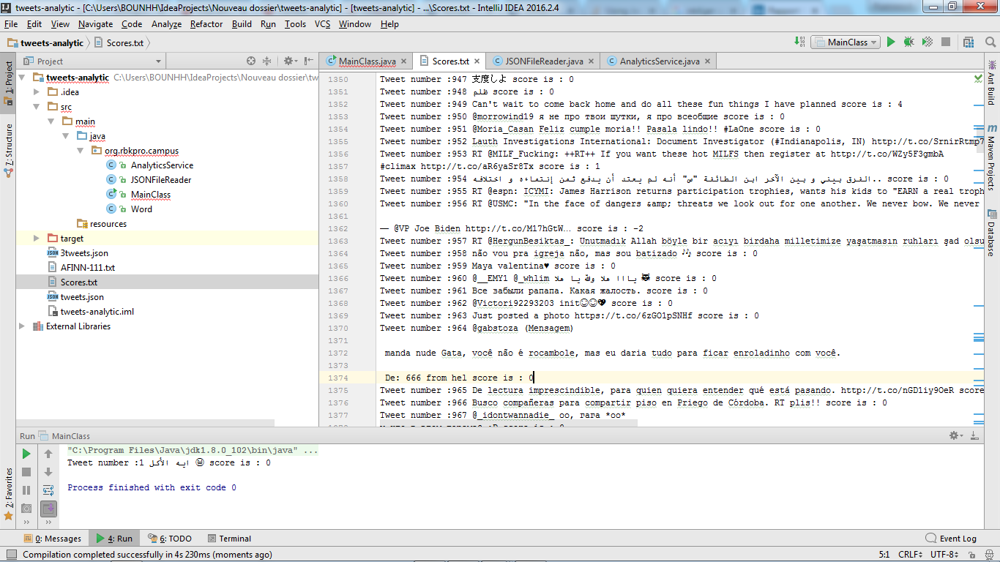 tweets-analytic - [C:\Users\BOUNHH\IdeaProjects\Nouveau dossier\tweets-analytic] - [tweets-analytic] - ...\Scores.txt - IntelliJ IDEA 2016.2.4
File Edit View Navigate Code Analyze Refactor Build Run Tools VCS Window Help
tweets-analytic Scores.txt MainClass
Project MainClass.java Scores.txt JSONFileReader.java AnalyticsService.java
1: Project
7: Structure
2: Favorites
Ant Build
Maven Projects
Database
tweets-analytic C:\Users\BOUNHH\IdeaProjects\Nouveau dossier\tw
.idea
src
main
java
org.rbkpro.campus
AnalyticsService
JSONFileReader
MainClass
Word
resources
target
3tweets.json
AFINN-111.txt
Scores.txt
tweets.json
tweets-analytic.iml
External Libraries
1350 Tweet number :947 支度しよ score is : 0
1351 Tweet number :948 ظلم score is : 0
1352 Tweet number :949 Can't wait to come back home and do all these fun things I have planned score is : 4
1353 Tweet number :950 @morrowind19 я не про твои шутки, я про всеобщие score is : 0
1354 Tweet number :951 @Moria_Casan Feliz cumple moria!! Pasala lindo!! #LaOne score is : 0
1355 Tweet number :952 Lauth Investigations International: Document Investigator (#Indianapolis, IN) http://t.co/SrnirRtmp7
1356 Tweet number :953 RT @MILF_Fucking: ++RT++ If you want these hot MILFS then register at http://t.co/WZy5F3gmbA
1357 #climax http://t.co/aR6yaSr8Tx score is : 1
1358 Tweet number :954 الفرق بيني و بين الآخر ابن الطائفة "س" أنه لم يعتد أن يدفع ثمن إنتماءه و اختلافه.. score is : 0
1359 Tweet number :955 RT @espn: ICYMI: James Harrison returns participation trophies, wants his kids to "EARN a real troph
1360 Tweet number :956 RT @USMC: "In the face of dangers &amp; threats we look out for one another. We never bow. We never
1361
1362 — @VP Joe Biden http://t.co/M17hGtW… score is : -2
1363 Tweet number :957 RT @HergunBesiktas_: Unutmadık Allah böyle bir acıyı birdaha milletimize yaşatmasın ruhları şad olsu
1364 Tweet number :958 não vou pra igreja não, mas sou batizado 🎶 score is : 0
1365 Tweet number :959 Maya valentina♥ score is : 0
1366 Tweet number :960 @__EMY1 @_whlim يااا هلا والله يا هلا 😻 score is : 0
1367 Tweet number :961 Все забыли рапапа. Какая жалость. score is : 0
1368 Tweet number :962 @Victori92293203 init😊😊💖 score is : 0
1369 Tweet number :963 Just posted a photo https://t.co/6zGO1pSNHf score is : 0
1370 Tweet number :964 @gabstoza (Mensagem)
1371
1372 manda nude Gata, você não é rocambole, mas eu daria tudo para ficar enroladinho com você.
1373
1374 De: 666 from hel score is : 0
1375 Tweet number :965 De lectura imprescindible, para quien quiera entender qué está pasando. http://t.co/nGD1iy9OeR score
1376 Tweet number :966 Busco compañeras para compartir piso en Priego de Córdoba. RT plis!! score is : 0
1377 Tweet number :967 @_idontwannadie_ оо, гага *оо*
Run MainClass
"C:\Program Files\Java\jdk1.8.0_102\bin\java" ...
Tweet number :1 ايه الأكل 😄 score is : 0
Process finished with exit code 0
0: Messages 4: Run 6: TODO Terminal Event Log
Compilation completed successfully in 4s 230ms (moments ago) 5:1 CRLF UTF-8